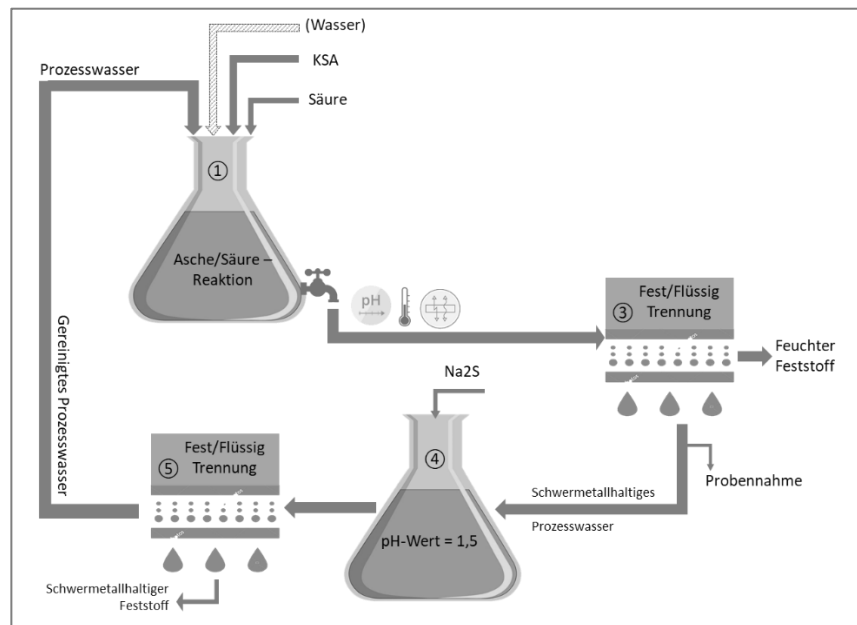 (Wasser)
KSA
Säure
Prozesswasser
①
Asche/Säure –
Reaktion
pH
Fest/Flüssig
③ Trennung
Feuchter
Feststoff
Na2S
④
pH-Wert = 1,5
Probennahme
Schwermetallhaltiges
Prozesswasser
Fest/Flüssig
⑤ Trennung
Schwermetallhaltiger
Feststoff
Gereinigtes Prozesswasser